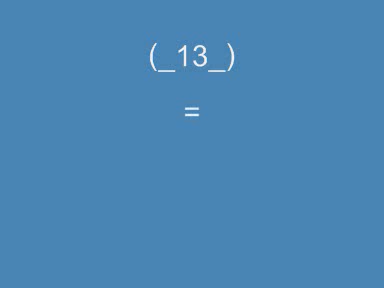 (_13_)
=